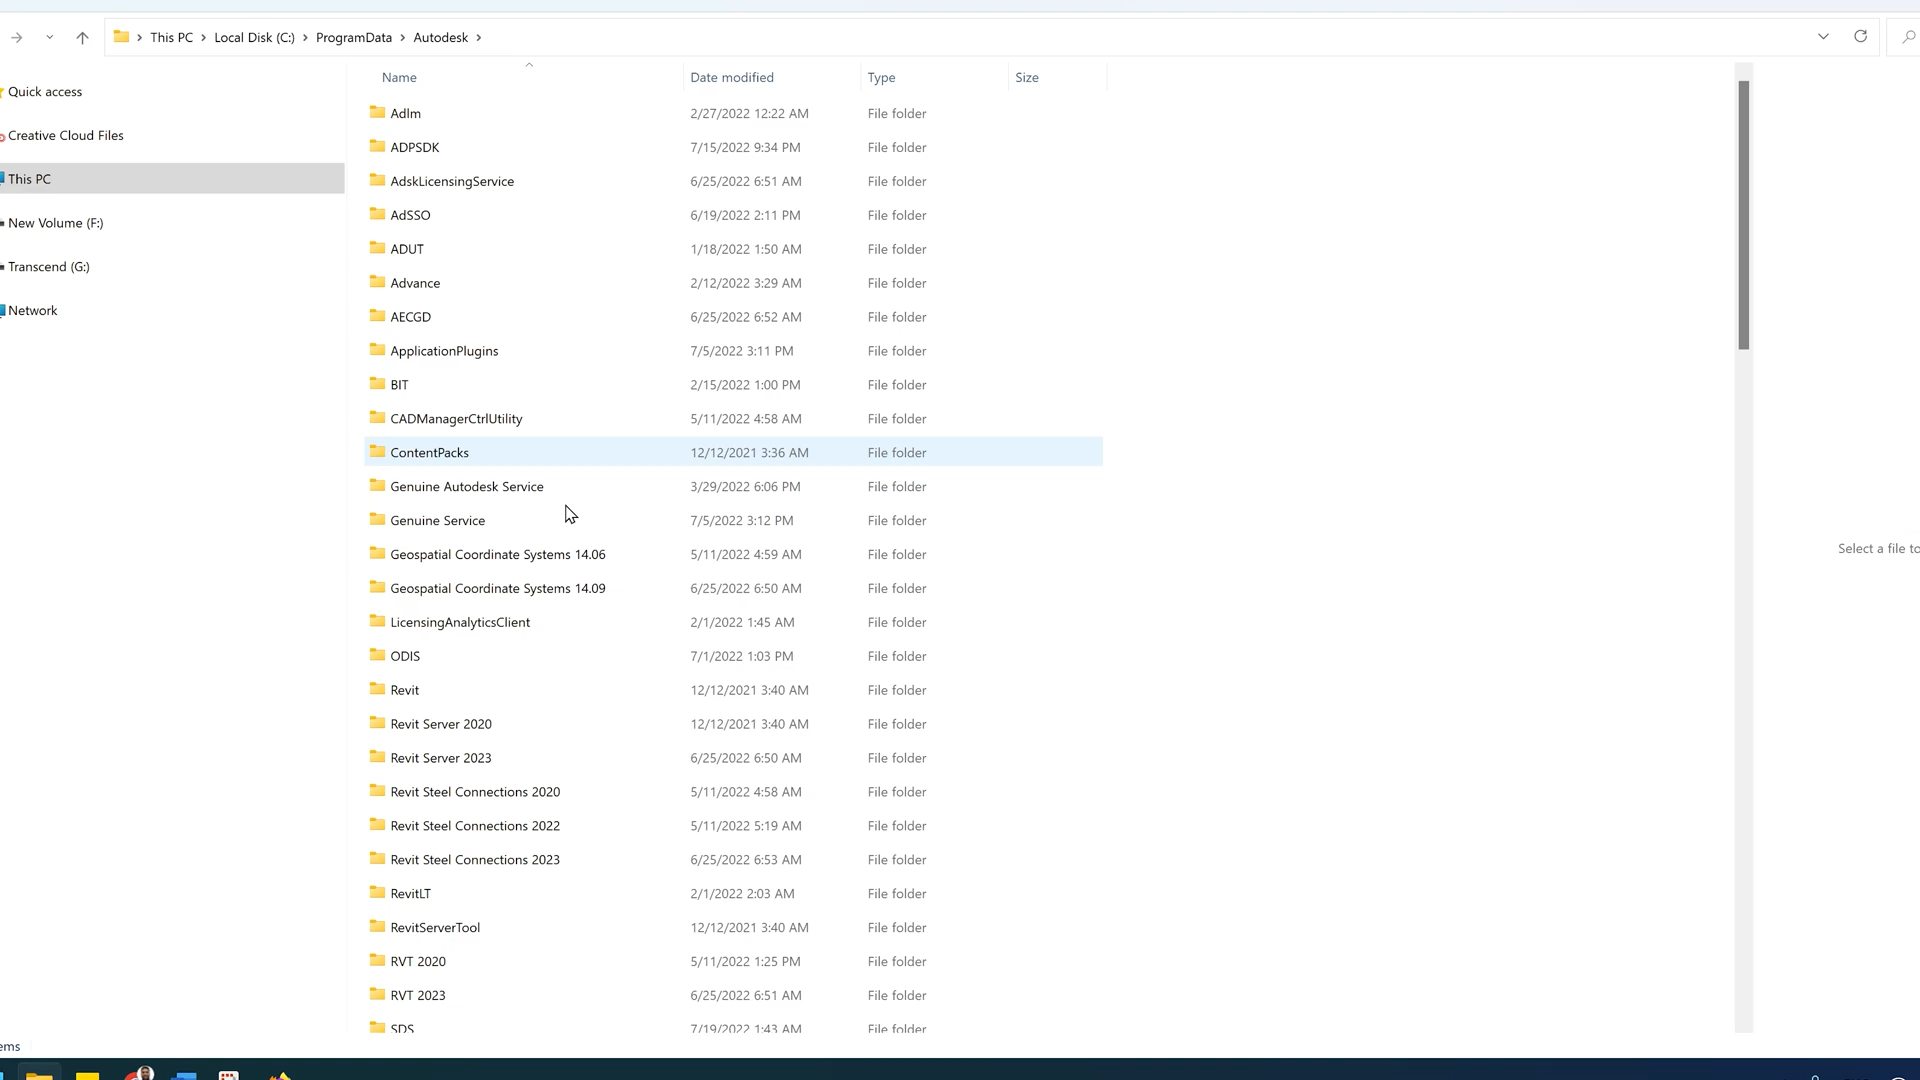 This PC > Local Disk (C:) > ProgramData > Autodesk >
Quick access
Creative Cloud Files
This PC
New Volume (F:)
Transcend (G:)
Network
Name Date modified Type Size
Adlm 2/27/2022 12:22 AM File folder
ADPSDK 7/15/2022 9:34 PM File folder
AdskLicensingService 6/25/2022 6:51 AM File folder
AdSSO 6/19/2022 2:11 PM File folder
ADUT 1/18/2022 1:50 AM File folder
Advance 2/12/2022 3:29 AM File folder
AECGD 6/25/2022 6:52 AM File folder
ApplicationPlugins 7/5/2022 3:11 PM File folder
BIT 2/15/2022 1:00 PM File folder
CADManagerCtrlUtility 5/11/2022 4:58 AM File folder
ContentPacks 12/12/2021 3:36 AM File folder
Genuine Autodesk Service 3/29/2022 6:06 PM File folder
Genuine Service 7/5/2022 3:12 PM File folder
Geospatial Coordinate Systems 14.06 5/11/2022 4:59 AM File folder
Geospatial Coordinate Systems 14.09 6/25/2022 6:50 AM File folder
LicensingAnalyticsClient 2/1/2022 1:45 AM File folder
ODIS 7/1/2022 1:03 PM File folder
Revit 12/12/2021 3:40 AM File folder
Revit Server 2020 12/12/2021 3:40 AM File folder
Revit Server 2023 6/25/2022 6:50 AM File folder
Revit Steel Connections 2020 5/11/2022 4:58 AM File folder
Revit Steel Connections 2022 5/11/2022 5:19 AM File folder
Revit Steel Connections 2023 6/25/2022 6:53 AM File folder
RevitLT 2/1/2022 2:03 AM File folder
RevitServerTool 12/12/2021 3:40 AM File folder
RVT 2020 5/11/2022 1:25 PM File folder
RVT 2023 6/25/2022 6:51 AM File folder
SDS 7/19/2022 1:43 AM File folder
Select a file to
ems